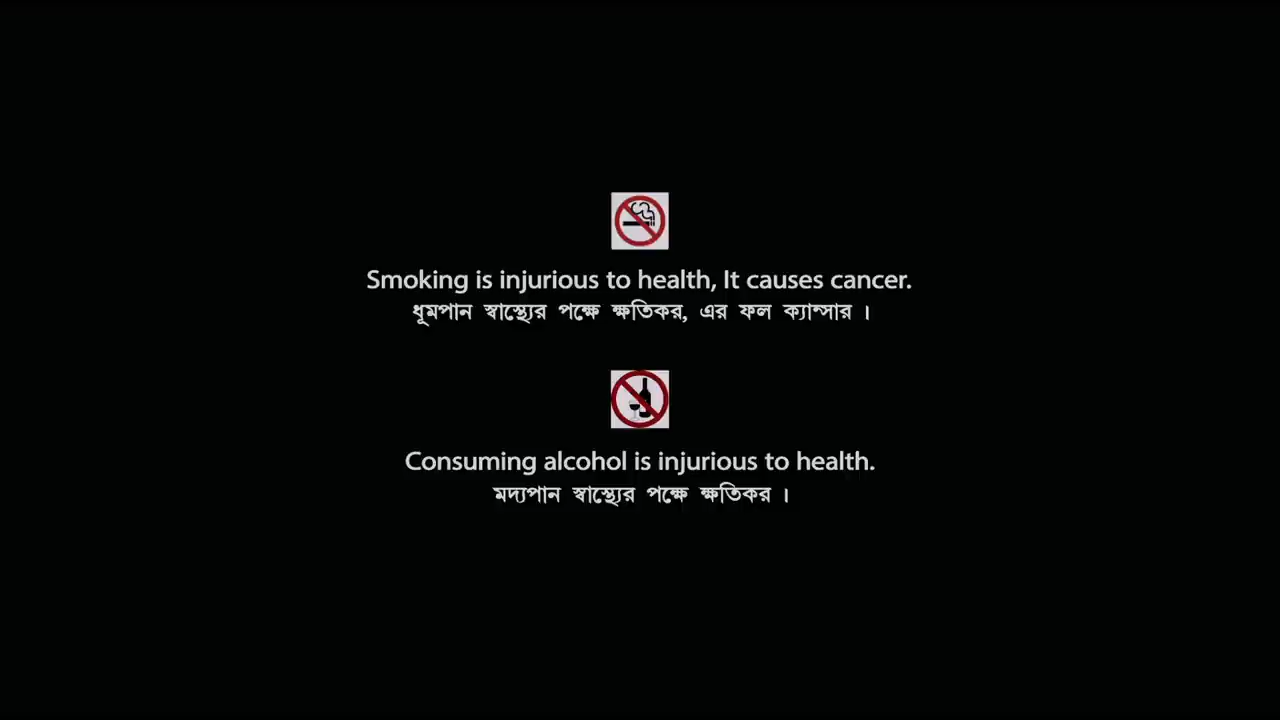 Smoking is injurious to health, It causes cancer.
ধূমপান স্বাস্থ্যের পক্ষে ক্ষতিকর, এর ফল ক্যান্সার ।
Consuming alcohol is injurious to health.
মদ্যপান স্বাস্থ্যের পক্ষে ক্ষতিকর ।